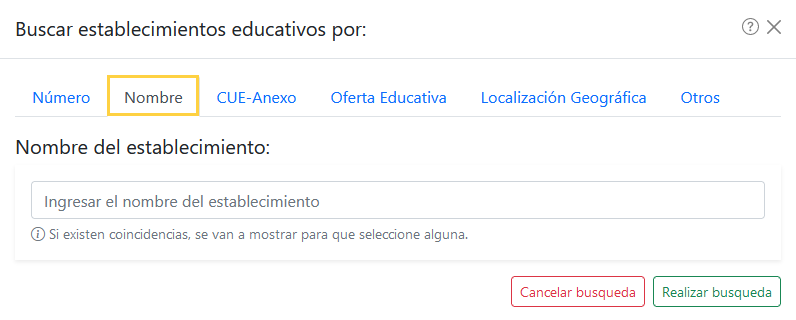 Buscar establecimientos educativos por:
Número Nombre CUE-Anexo Oferta Educativa Localización Geográfica Otros
Nombre del establecimiento:
Ingresar el nombre del establecimiento
Si existen coincidencias, se van a mostrar para que seleccione alguna.
Cancelar busqueda Realizar busqueda